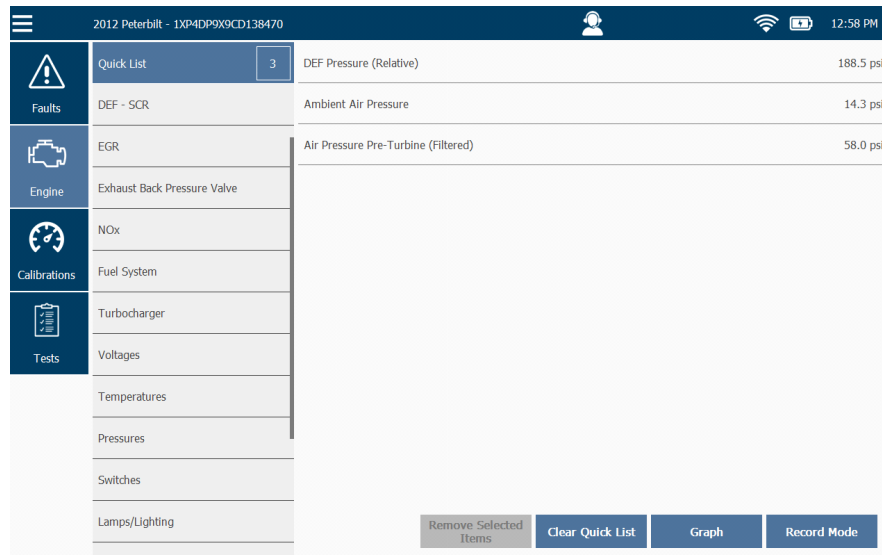 2012 Peterbilt - 1XP4DP9X9CD138470
12:58 PM
Faults
Engine
Calibrations
Tests
Quick List 3
DEF - SCR
EGR
Exhaust Back Pressure Valve
NOx
Fuel System
Turbocharger
Voltages
Temperatures
Pressures
Switches
Lamps/Lighting
DEF Pressure (Relative) 188.5 psi
Ambient Air Pressure 14.3 psi
Air Pressure Pre-Turbine (Filtered) 58.0 psi
Remove Selected
Items
Clear Quick List
Graph
Record Mode